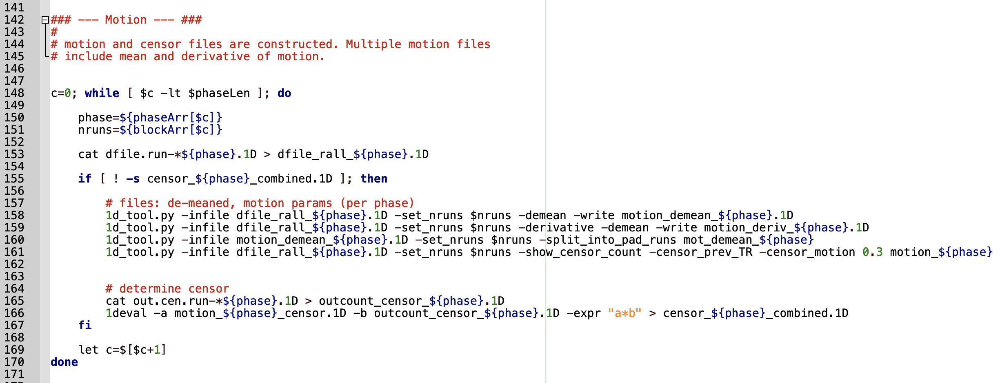 141
142 ### --- Motion --- ###
143 #
144 # motion and censor files are constructed. Multiple motion files
145 # include mean and derivative of motion.
146
147
148 c=0; while [ $c -lt $phaseLen ]; do
149
150     phase=${phaseArr[$c]}
151     nruns=${blockArr[$c]}
152
153     cat dfile.run-*${phase}.1D > dfile_rall_${phase}.1D
154
155     if [ ! -s censor_${phase}_combined.1D ]; then
156
157         # files: de-meaned, motion params (per phase)
158         1d_tool.py -infile dfile_rall_${phase}.1D -set_nruns $nruns -demean -write motion_demean_${phase}.1D
159         1d_tool.py -infile dfile_rall_${phase}.1D -set_nruns $nruns -derivative -demean -write motion_deriv_${phase}.1D
160         1d_tool.py -infile motion_demean_${phase}.1D -set_nruns $nruns -split_into_pad_runs mot_demean_${phase}
161         1d_tool.py -infile dfile_rall_${phase}.1D -set_nruns $nruns -show_censor_count -censor_prev_TR -censor_motion 0.3 motion_${phase}
162
163
164         # determine censor
165         cat out.cen.run-*${phase}.1D > outcount_censor_${phase}.1D
166         1deval -a motion_${phase}_censor.1D -b outcount_censor_${phase}.1D -expr "a*b" > censor_${phase}_combined.1D
167     fi
168
169     let c=$[$c+1]
170 done
171